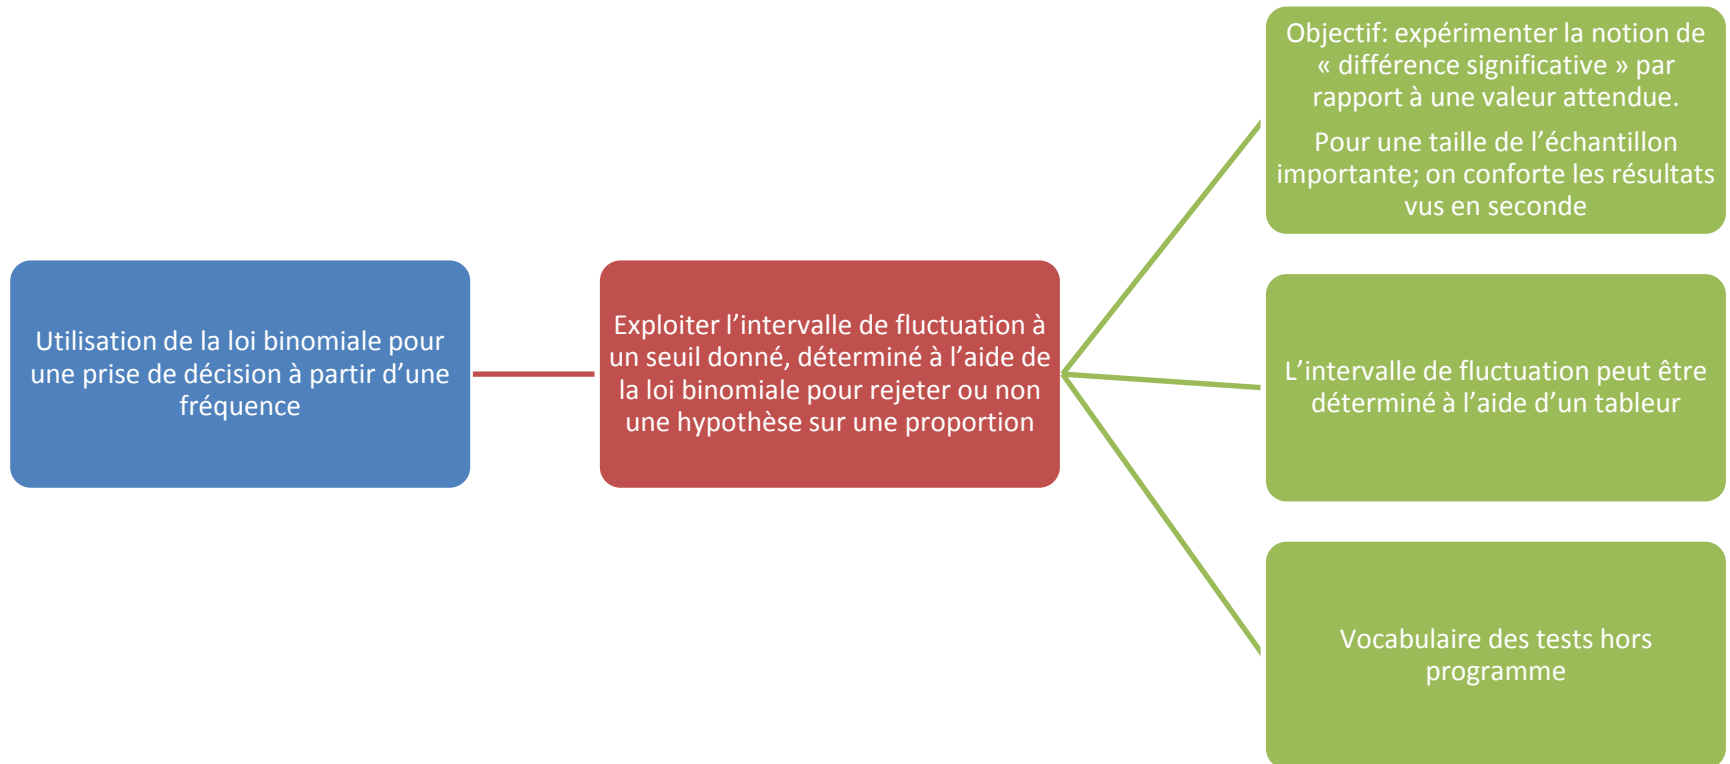 Utilisation de la loi binomiale pour
une prise de décision à partir d’une
fréquence
Exploiter l’intervalle de fluctuation à
un seuil donné, déterminé à l’aide de
la loi binomiale pour rejeter ou non
une hypothèse sur une proportion
Objectif: expérimenter la notion de
« différence significative » par
rapport à une valeur attendue.
Pour une taille de l’échantillon
importante; on conforte les résultats
vus en seconde
L’intervalle de fluctuation peut être
déterminé à l’aide d’un tableur
Vocabulaire des tests hors
programme